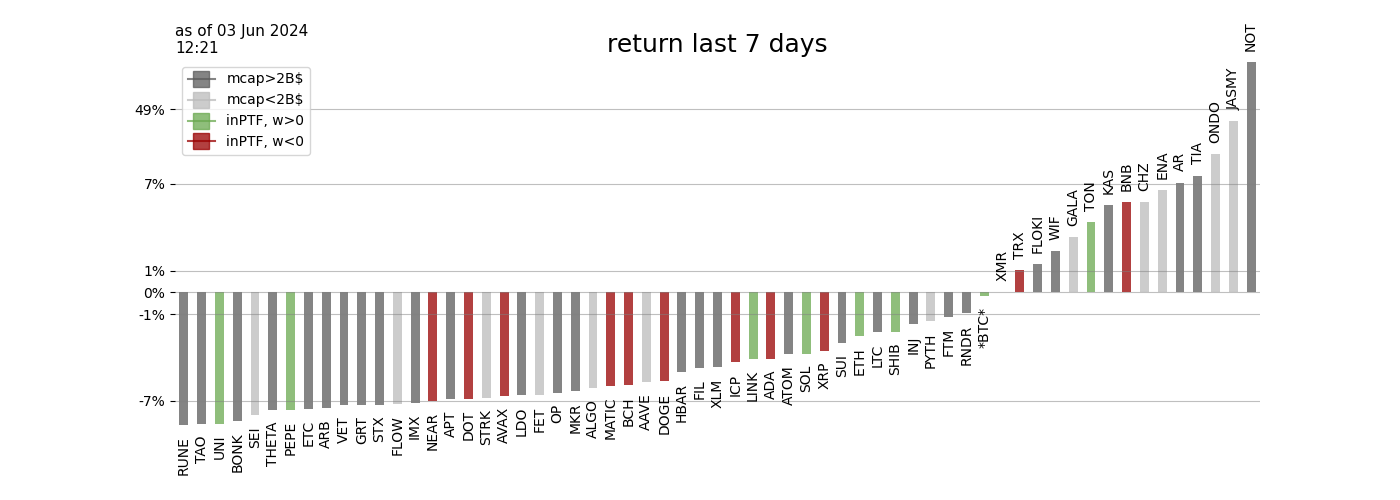 as of 03 Jun 2024
12:21
return last 7 days
mcap>2B$
mcap<2B$
inPTF, w>0
inPTF, w<0
49%
7%
1%
0%
-1%
-7%
RUNE
TAO
UNI
BONK
SEI
THETA
PEPE
ETC
ARB
VET
GRT
STX
FLOW
IMX
NEAR
APT
DOT
STRK
AVAX
LDO
FET
OP
MKR
ALGO
MATIC
BCH
AAVE
DOGE
HBAR
FIL
XLM
ICP
LINK
ADA
ATOM
SOL
XRP
SUI
ETH
LTC
SHIB
INJ
PYTH
FTM
RNDR
*BTC*
XMR
TRX
FLOKI
WIF
GALA
TON
KAS
BNB
CHZ
ENA
AR
TIA
ONDO
JASMY
NOT